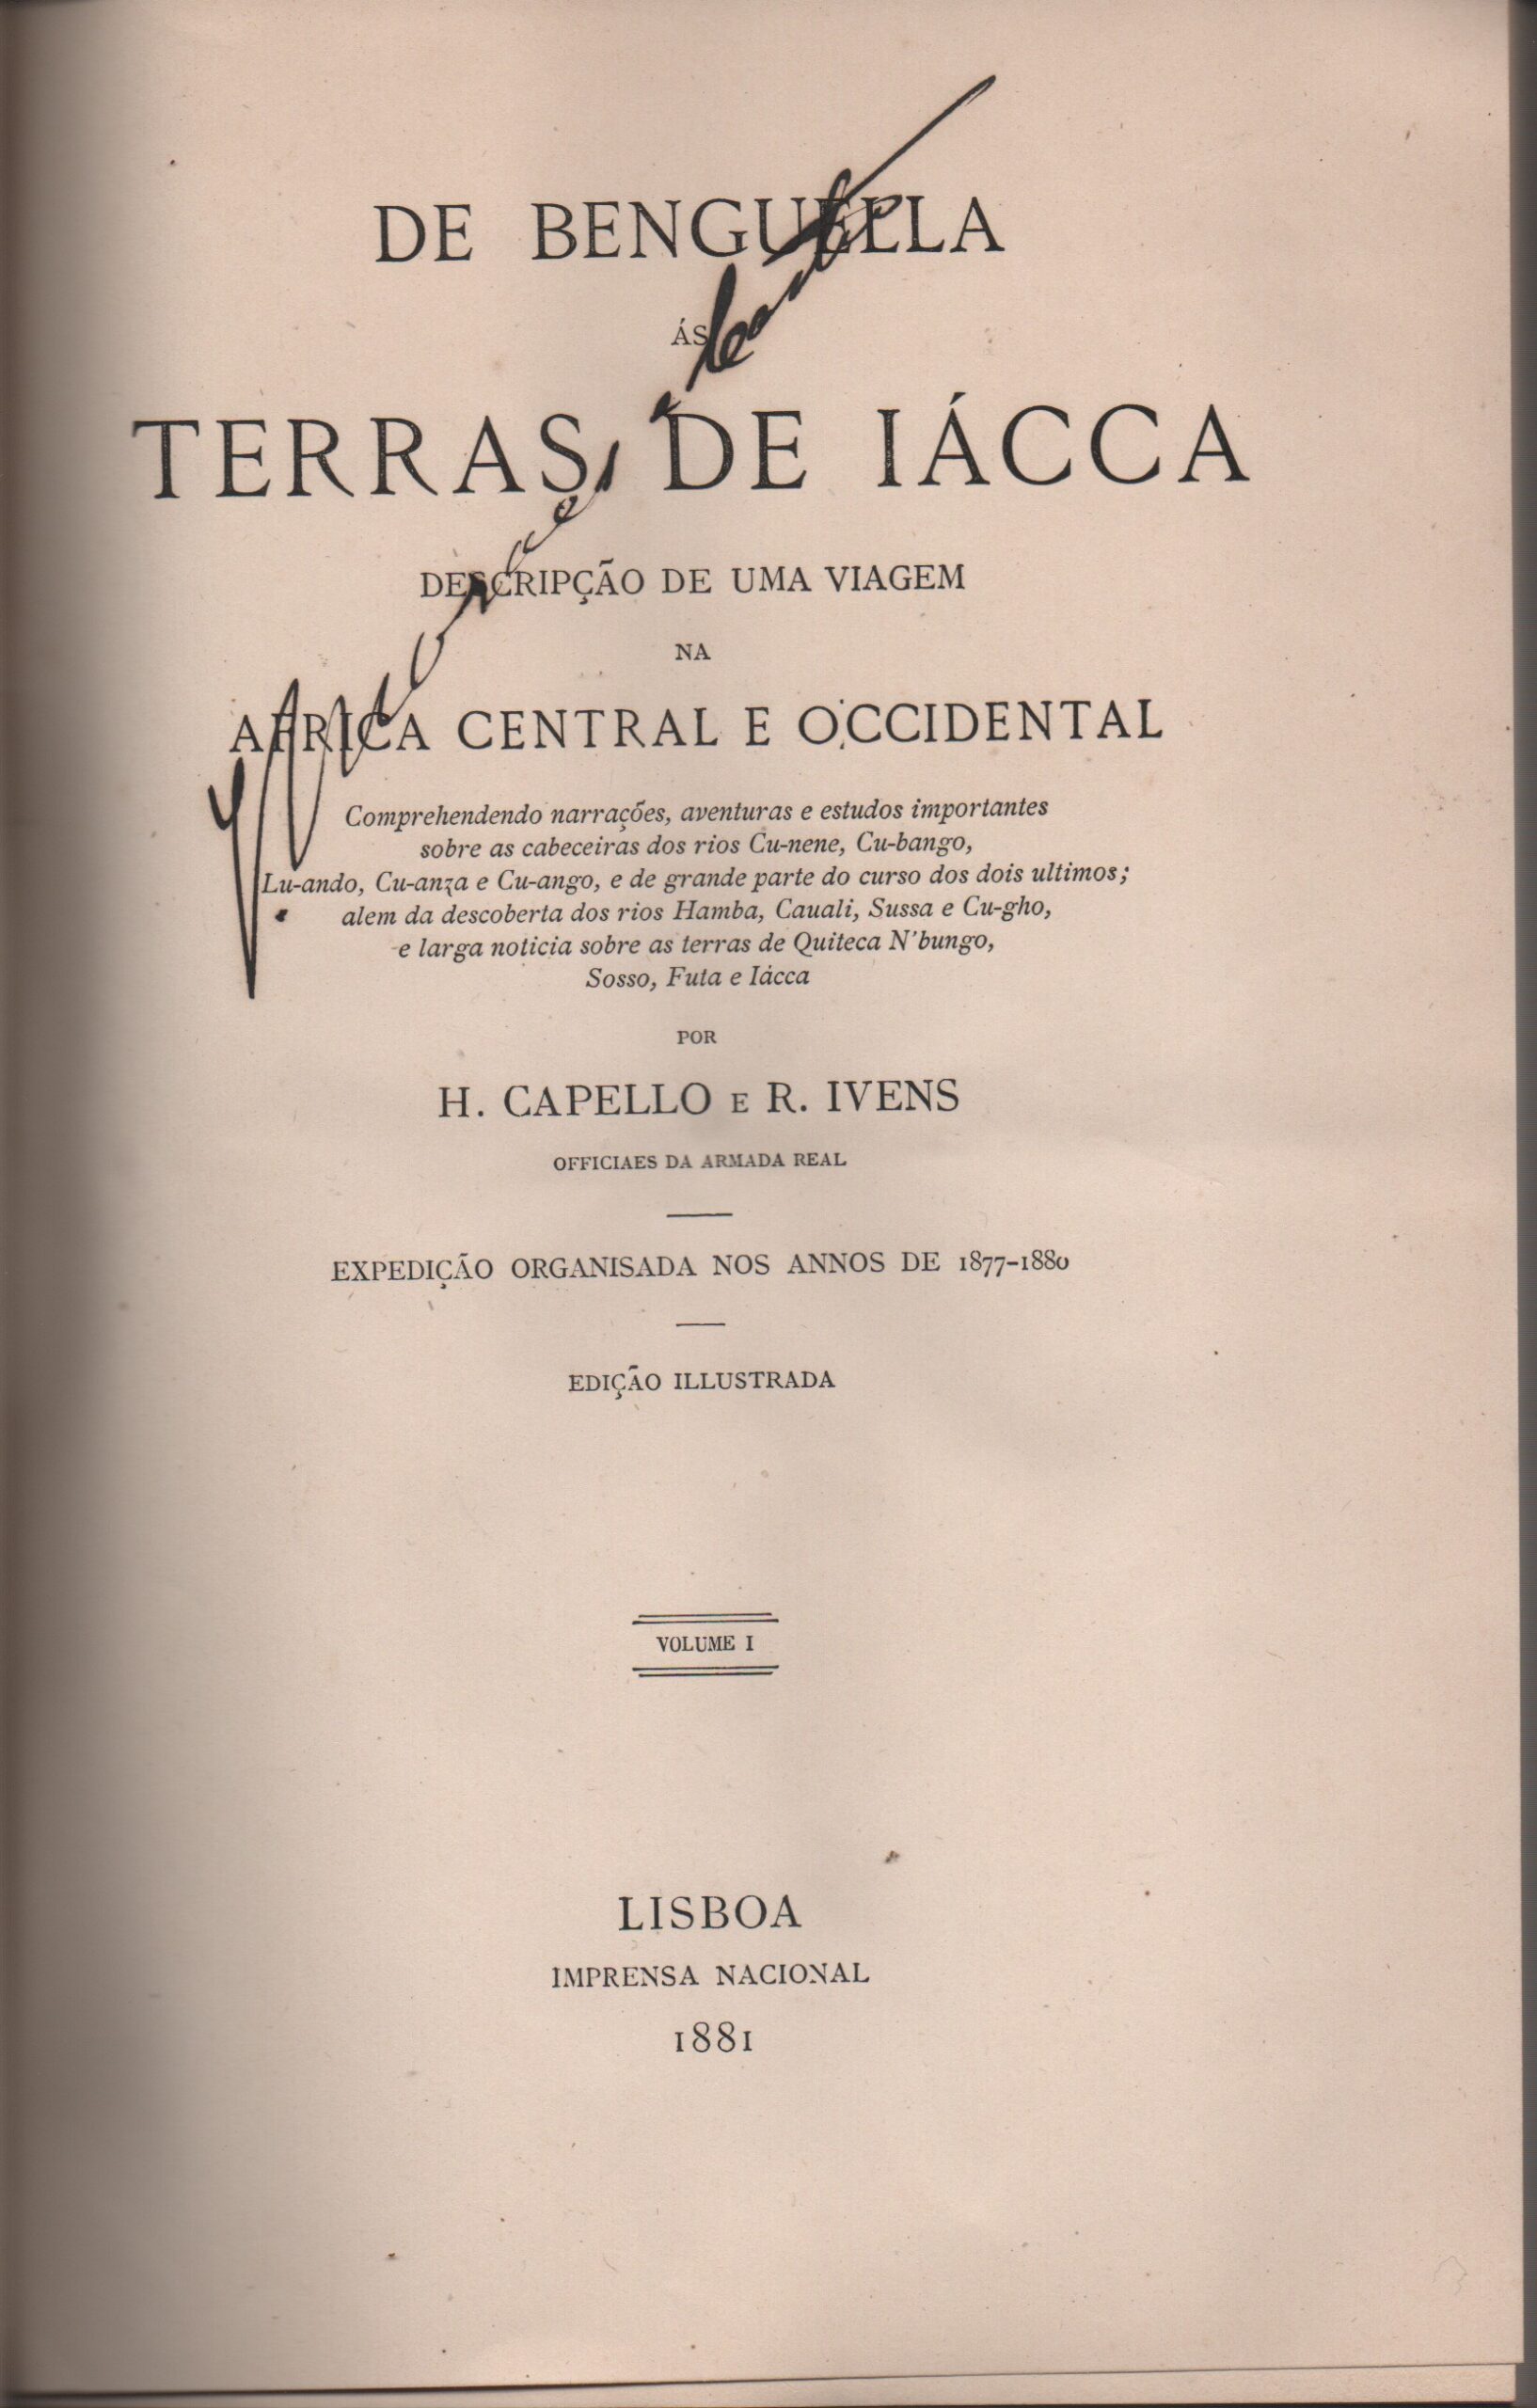 DE BENGUELLA
ÁS
TERRAS DE IÁCCA
DESCRIPÇÃO DE UMA VIAGEM
NA
AFRICA CENTRAL E OCCIDENTAL
Comprehendendo narrações, aventuras e estudos importantes
sobre as cabeceiras dos rios Cu-nene, Cu-bango,
Lu-ando, Cu-anza e Cu-ango, e de grande parte do curso dos dois ultimos;
alem da descoberta dos rios Hamba, Cauali, Sussa e Cu-gho,
e larga noticia sobre as terras de Quiteca N'bungo,
Sosso, Futa e Iácca
POR
H. CAPELLO E R. IVENS
OFFICIAES DA ARMADA REAL
EXPEDIÇÃO ORGANISADA NOS ANNOS DE 1877-1880
EDIÇÃO ILLUSTRADA
VOLUME I
LISBOA
IMPRENSA NACIONAL
1881